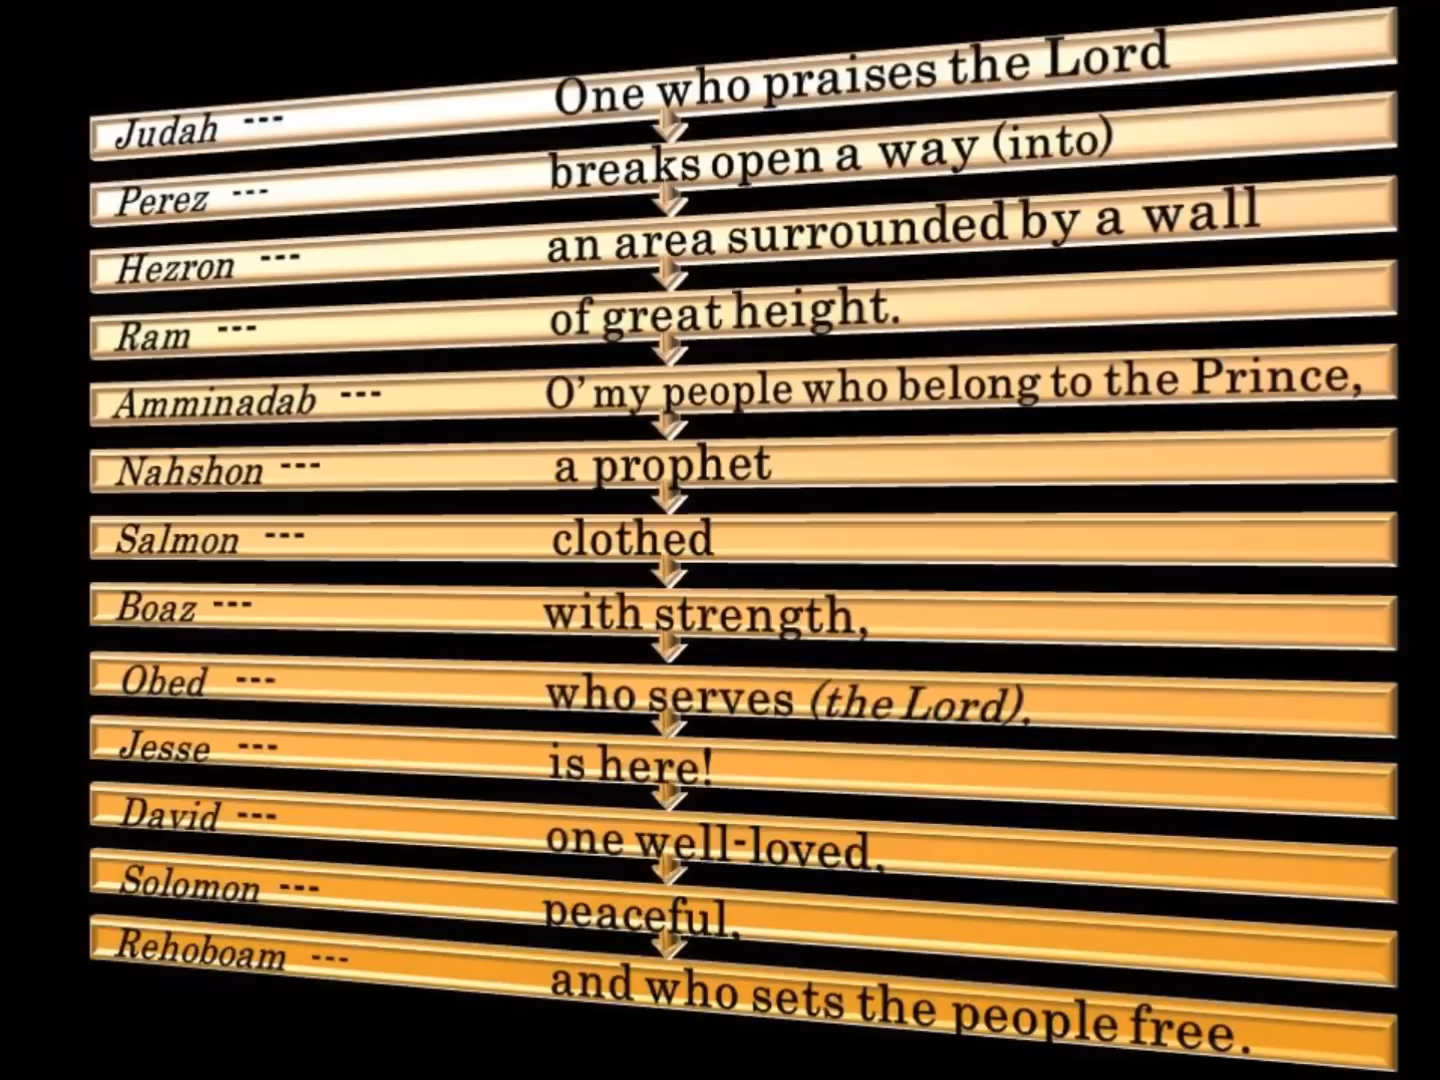 Judah --- One who praises the Lord
Perez --- breaks open a way (into)
Hezron --- an area surrounded by a wall
Ram --- of great height.
Amminadab --- O' my people who belong to the Prince,
Nahshon --- a prophet
Salmon --- clothed
Boaz --- with strength,
Obed --- who serves (the Lord),
Jesse --- is here!
David --- one well-loved,
Solomon --- peaceful,
Rehoboam --- and who sets the people free.